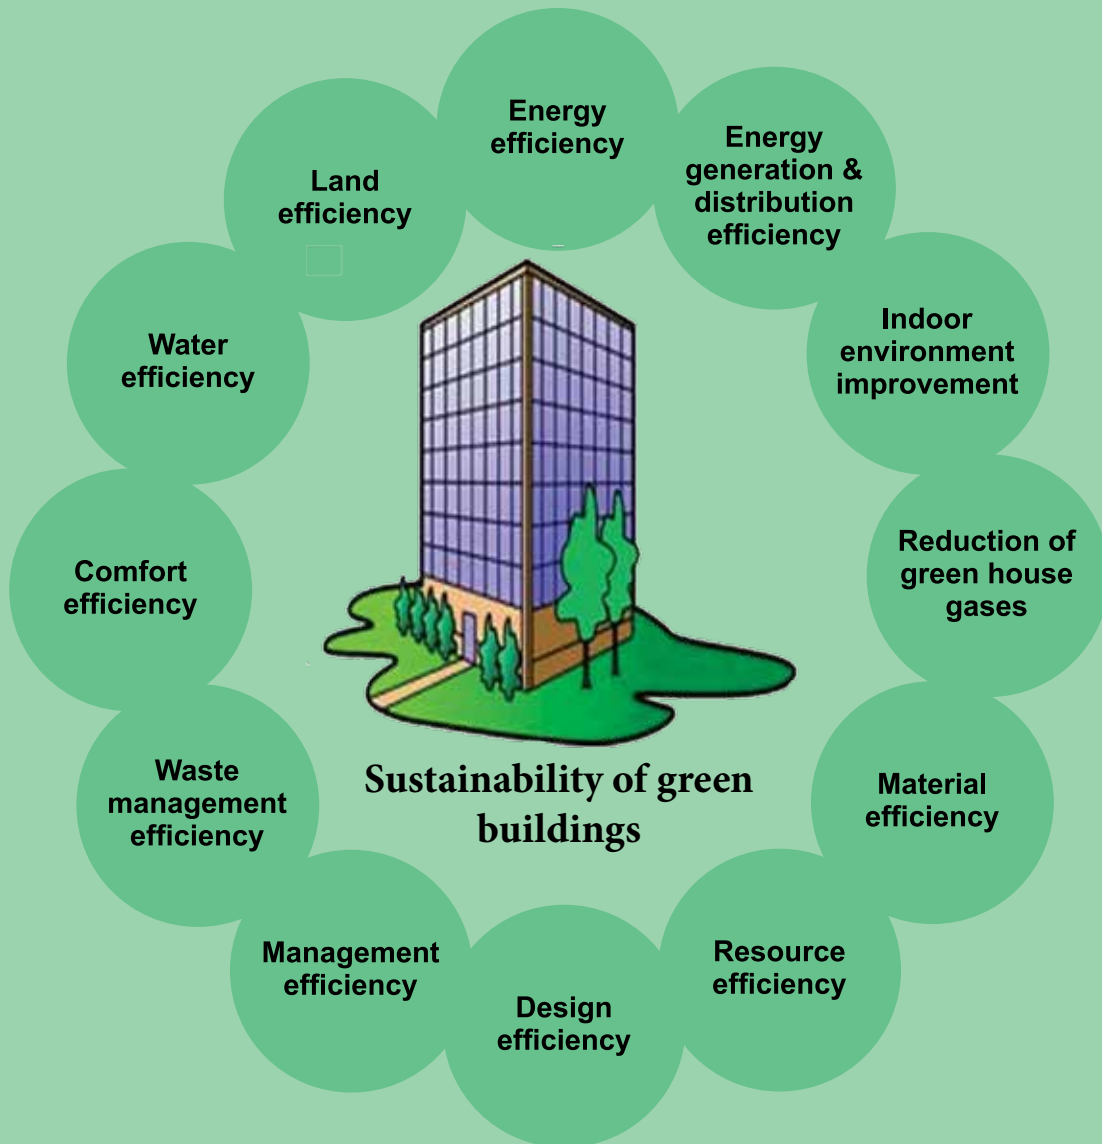 Energy
efficiency
Energy
generation &
distribution
efficiency
Indoor
environment
improvement
Reduction of
green house
gases
Material
efficiency
Resource
efficiency
Design
efficiency
Management
efficiency
Waste
management
efficiency
Comfort
efficiency
Water
efficiency
Land
efficiency
Sustainability of green
buildings